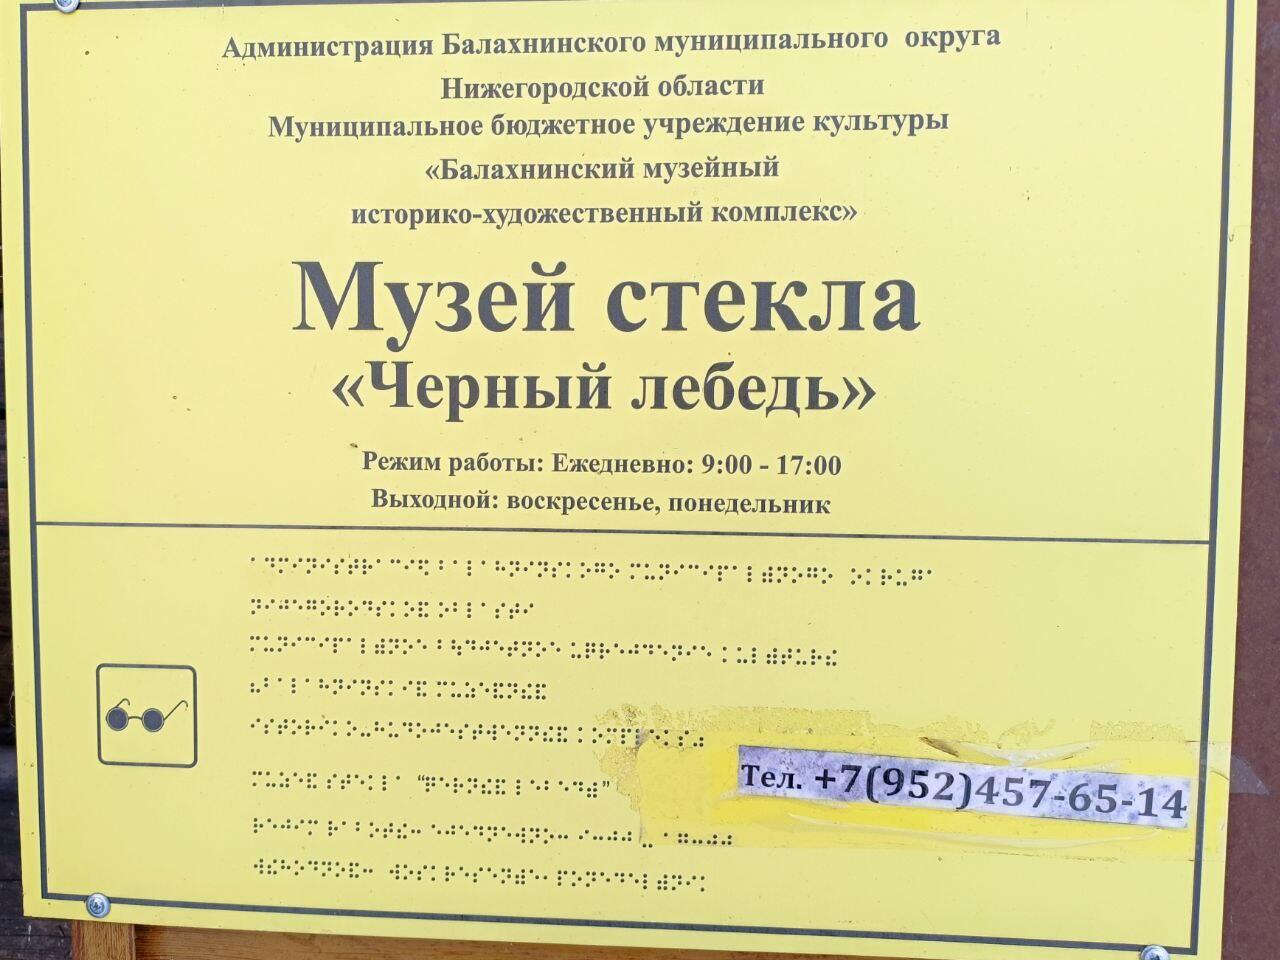 Администрация Балахнинского муниципального округа
Нижегородской области
Муниципальное бюджетное учреждение культуры
«Балахнинский музейный
историко-художественный комплекс»
Музей стекла
«Черный лебедь»
Режим работы: Ежедневно: 9:00 - 17:00
Выходной: воскресенье, понедельник
Тел. +7(952)457-65-14